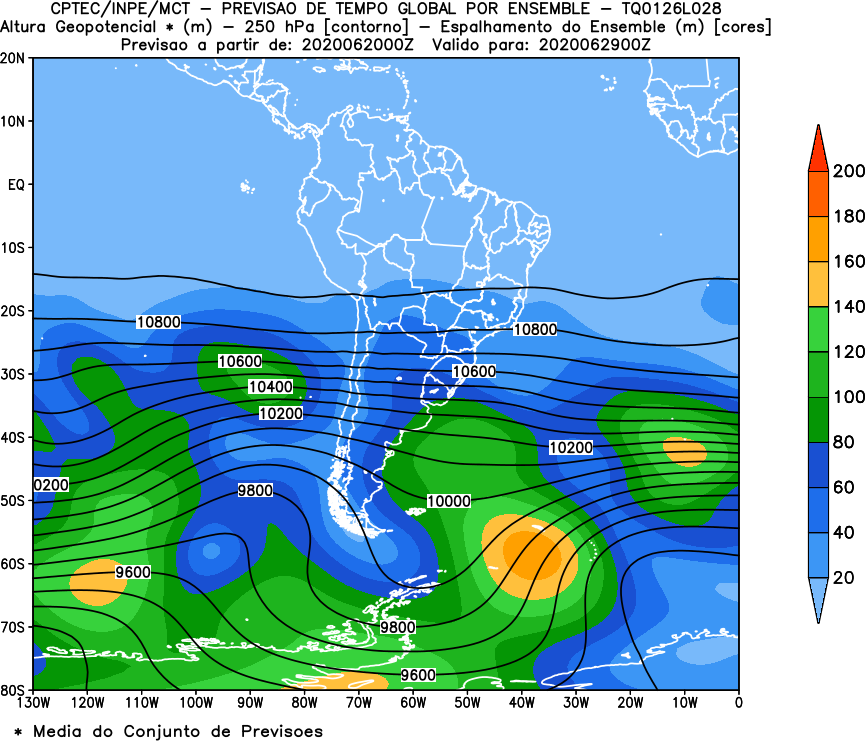 CPTEC/INPE/MCT – PREVISAO DE TEMPO GLOBAL POR ENSEMBLE – TQ0126L028
Altura Geopotencial * (m) – 250 hPa [contorno] – Espalhamento do Ensemble (m) [cores]
Previsao a partir de: 2020062000Z Valido para: 2020062900Z
20N
10N
EQ
10S
20S
30S
40S
50S
60S
70S
80S
10800
10800
10600
10600
10400
10200
10200
0200
9800
10000
9600
9800
9600
200
180
160
140
120
100
80
60
40
20
130W 120W 110W 100W 90W 80W 70W 60W 50W 40W 30W 20W 10W 0
* Media do Conjunto de Previsoes